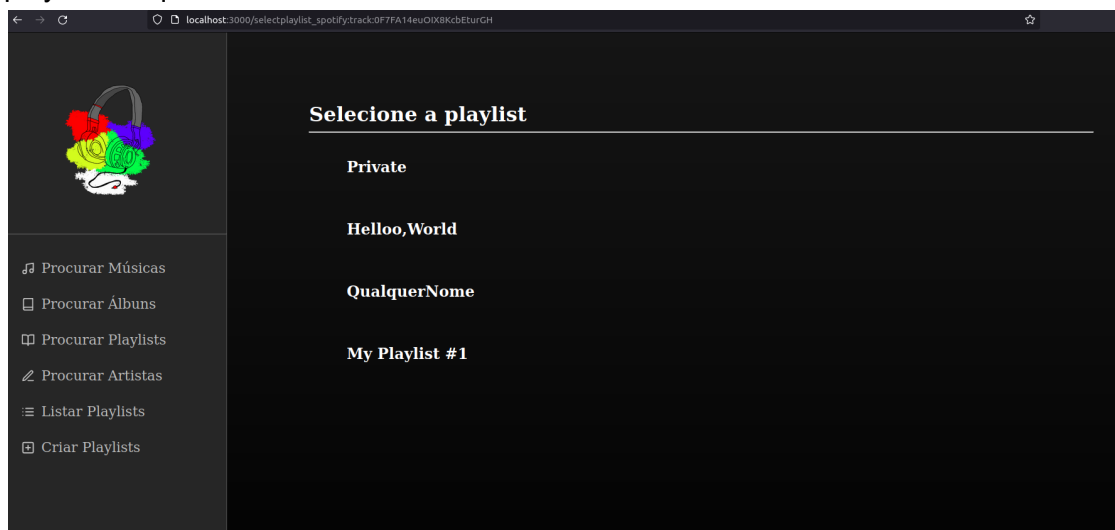 localhost:3000/selectplaylist_spotify:track:0F7FA14euOIX8KcbEturGH
Selecione a playlist
Private
Helloo,World
QualquerNome
My Playlist #1
Procurar Músicas
Procurar Álbuns
Procurar Playlists
Procurar Artistas
Listar Playlists
Criar Playlists